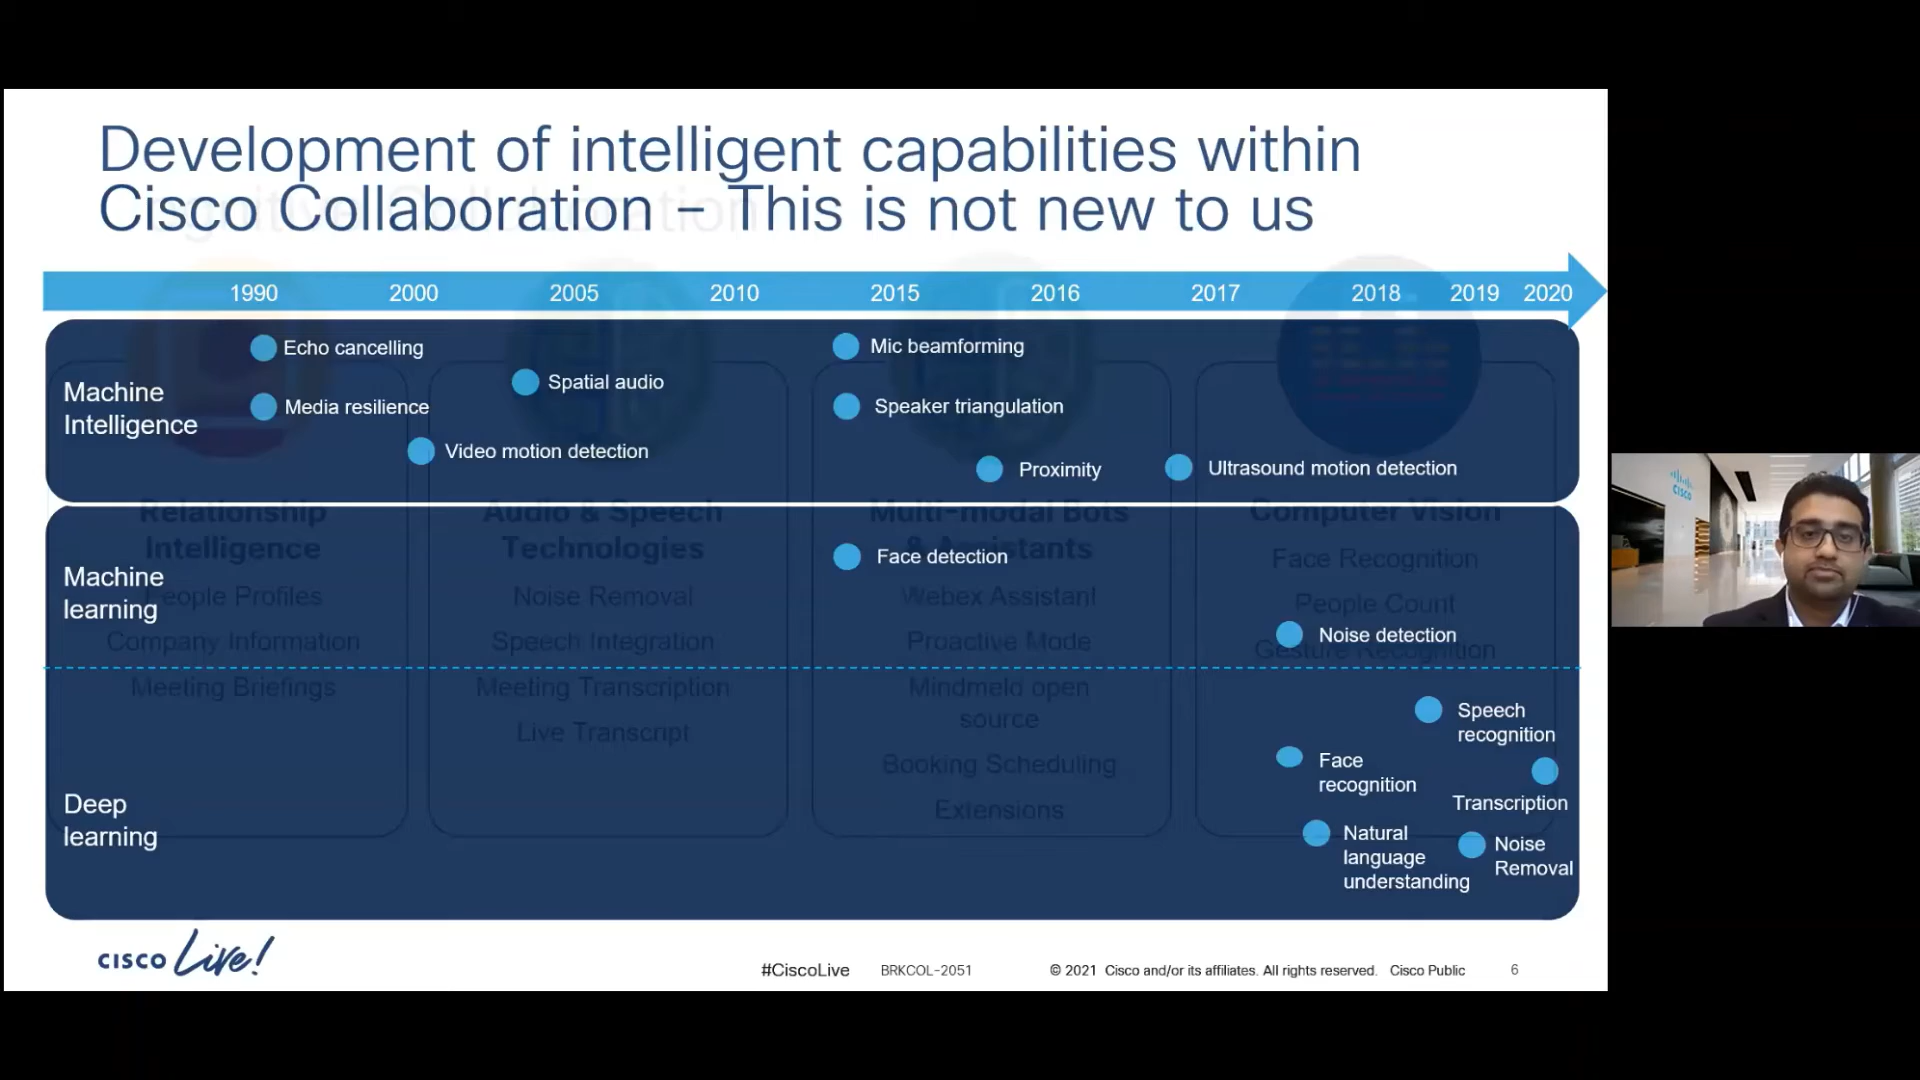 Development of intelligent capabilities within
Cisco Collaboration – This is not new to us
1990 2000 2005 2010 2015 2016 2017 2018 2019 2020
Machine
Intelligence
Echo cancelling
Media resilience
Video motion detection
Spatial audio
Mic beamforming
Speaker triangulation
Proximity
Ultrasound motion detection
Machine
learning
Face detection
Noise detection
Deep
learning
Speech
recognition
Face
recognition
Transcription
Natural
language
understanding
Noise
Removal
Relationship
Intelligence
People Profiles
Company Information
Meeting Briefings
Audio & Speech
Technologies
Noise Removal
Speech Integration
Meeting Transcription
Live Transcript
Multi-modal Bots
& Assistants
Webex Assistant
Proactive Mode
Mindmeld open
source
Booking Scheduling
Extensions
Computer Vision
Face Recognition
People Count
Gesture Recognition
CISCO
CISCO Live!
#CiscoLive BRKCOL-2051 © 2021 Cisco and/or its affiliates. All rights reserved. Cisco Public 6